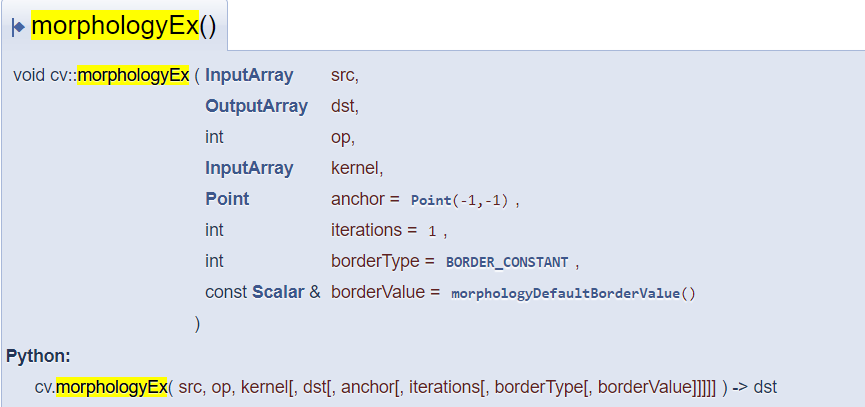 morphologyEx()
void cv::morphologyEx ( InputArray src,
OutputArray dst,
int op,
InputArray kernel,
Point anchor = Point(-1,-1) ,
int iterations = 1 ,
int borderType = BORDER_CONSTANT ,
const Scalar & borderValue = morphologyDefaultBorderValue()
)
Python:
cv.morphologyEx( src, op, kernel[, dst[, anchor[, iterations[, borderType[, borderValue]]]]] ) -> dst